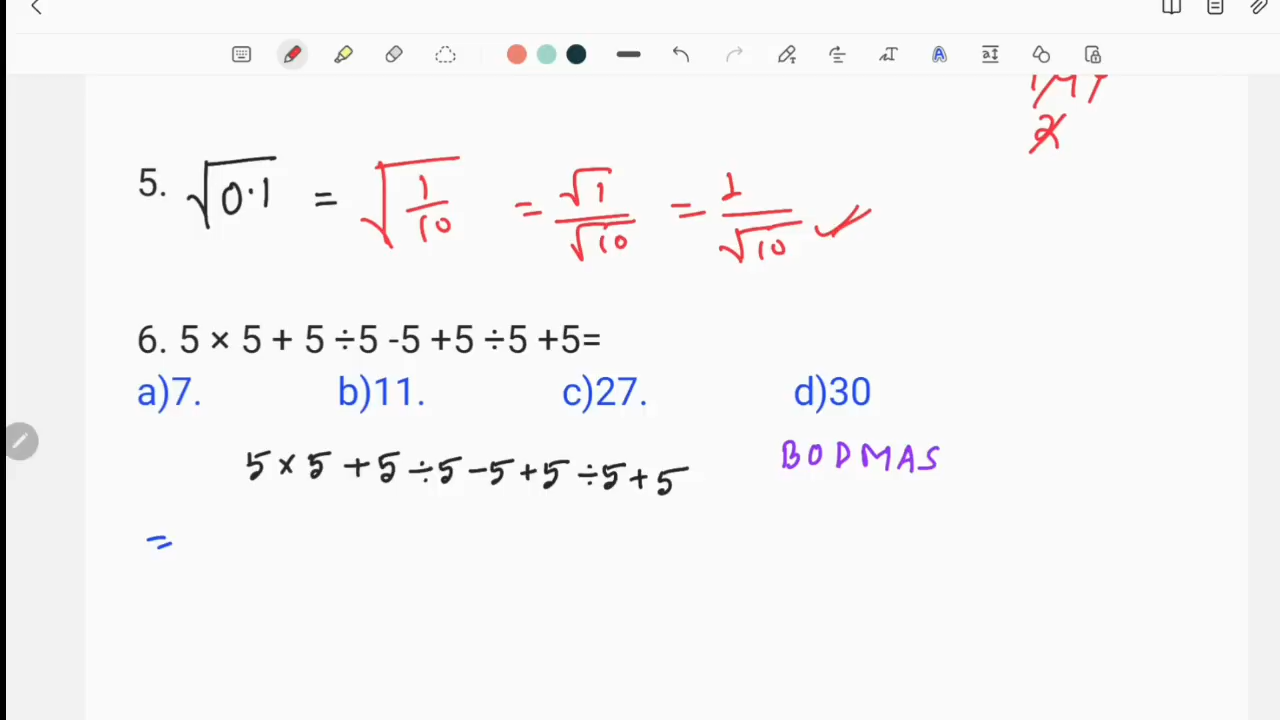 5. √0.1 = √(1/10) = √1/√10 = 1/√10 ✓
6. 5 × 5 + 5 ÷5 -5 +5 ÷5 +5=
a)7. b)11. c)27. d)30
5 × 5 + 5 ÷ 5 - 5 + 5 ÷ 5 + 5 BODMAS
=